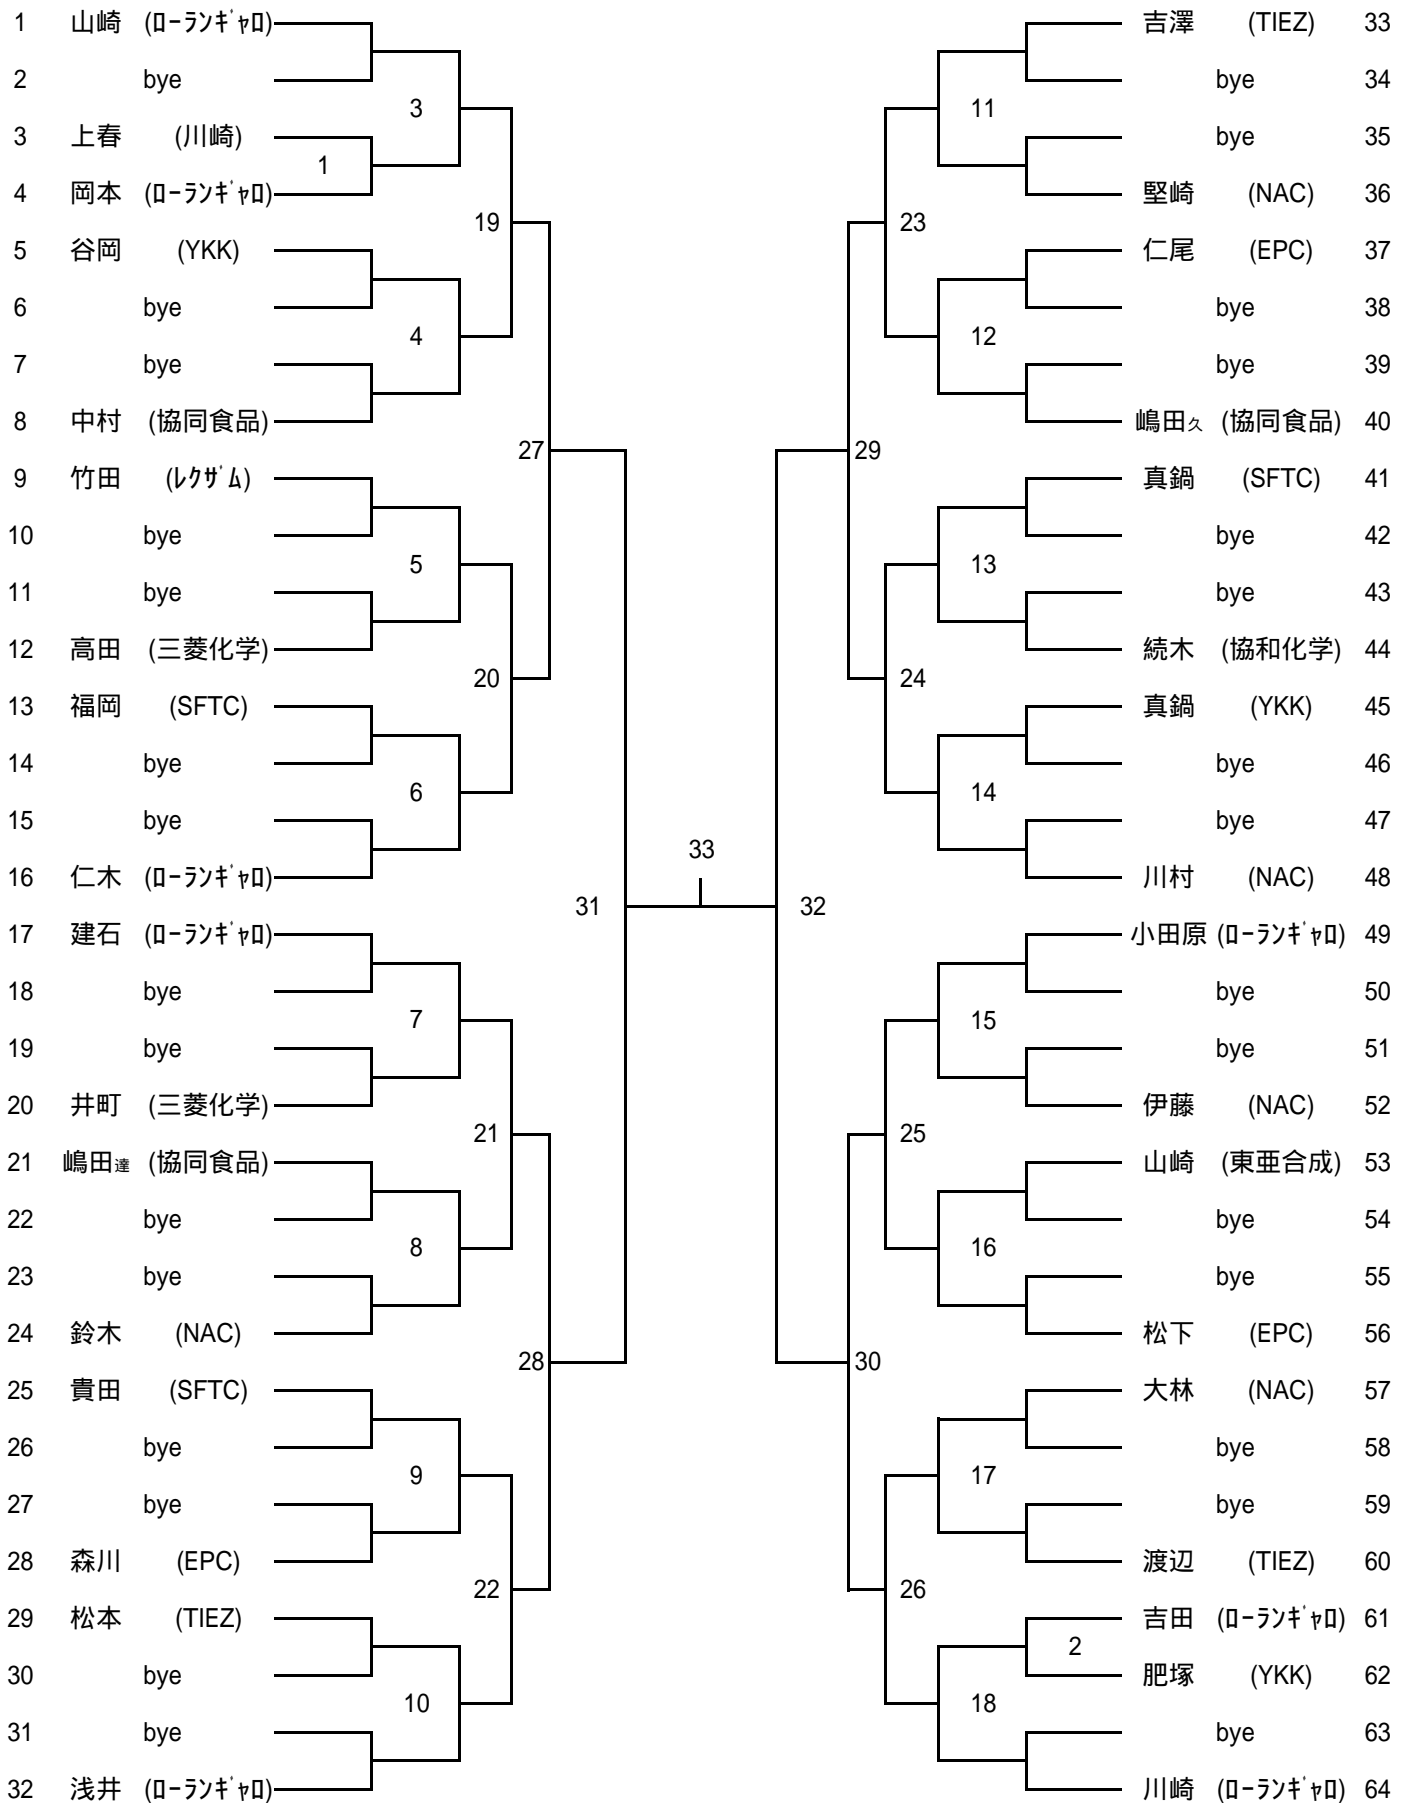 1 山崎 (ﾛｰﾗﾝｷﾞｬﾛ)
2 bye
3 上春 (川崎)
4 岡本 (ﾛｰﾗﾝｷﾞｬﾛ)
5 谷岡 (YKK)
6 bye
7 bye
8 中村 (協同食品)
9 竹田 (ﾚｸｻﾞﾑ)
10 bye
11 bye
12 高田 (三菱化学)
13 福岡 (SFTC)
14 bye
15 bye
16 仁木 (ﾛｰﾗﾝｷﾞｬﾛ)
17 建石 (ﾛｰﾗﾝｷﾞｬﾛ)
18 bye
19 bye
20 井町 (三菱化学)
21 嶋田達 (協同食品)
22 bye
23 bye
24 鈴木 (NAC)
25 貴田 (SFTC)
26 bye
27 bye
28 森川 (EPC)
29 松本 (TIEZ)
30 bye
31 bye
32 浅井 (ﾛｰﾗﾝｷﾞｬﾛ)
1
3
4
5
6
7
8
9
10
19
20
21
22
27
28
31
33
32
29
30
23
24
25
26
11
12
13
14
15
16
17
18
2
吉澤 (TIEZ) 33
bye 34
bye 35
堅崎 (NAC) 36
仁尾 (EPC) 37
bye 38
bye 39
嶋田久 (協同食品) 40
真鍋 (SFTC) 41
bye 42
bye 43
続木 (協和化学) 44
真鍋 (YKK) 45
bye 46
bye 47
川村 (NAC) 48
小田原 (ﾛｰﾗﾝｷﾞｬﾛ) 49
bye 50
bye 51
伊藤 (NAC) 52
山崎 (東亜合成) 53
bye 54
bye 55
松下 (EPC) 56
大林 (NAC) 57
bye 58
bye 59
渡辺 (TIEZ) 60
吉田 (ﾛｰﾗﾝｷﾞｬﾛ) 61
肥塚 (YKK) 62
bye 63
川崎 (ﾛｰﾗﾝｷﾞｬﾛ) 64